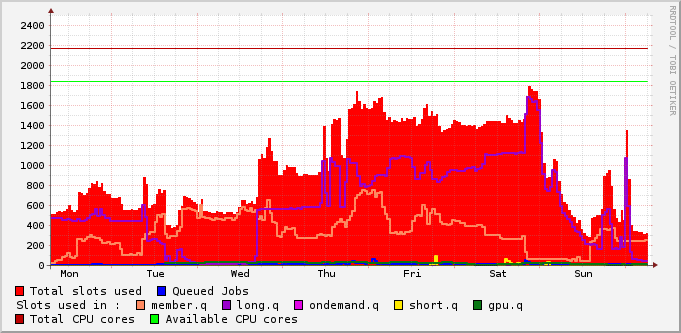 RRDTOOL / TOBI OETIKER
2400
2200
2000
1800
1600
1400
1200
1000
800
600
400
200
0
Mon Tue Wed Thu Fri Sat Sun
Total slots used Queued Jobs
Slots used in : member.q long.q ondemand.q short.q gpu.q
Total CPU cores Available CPU cores